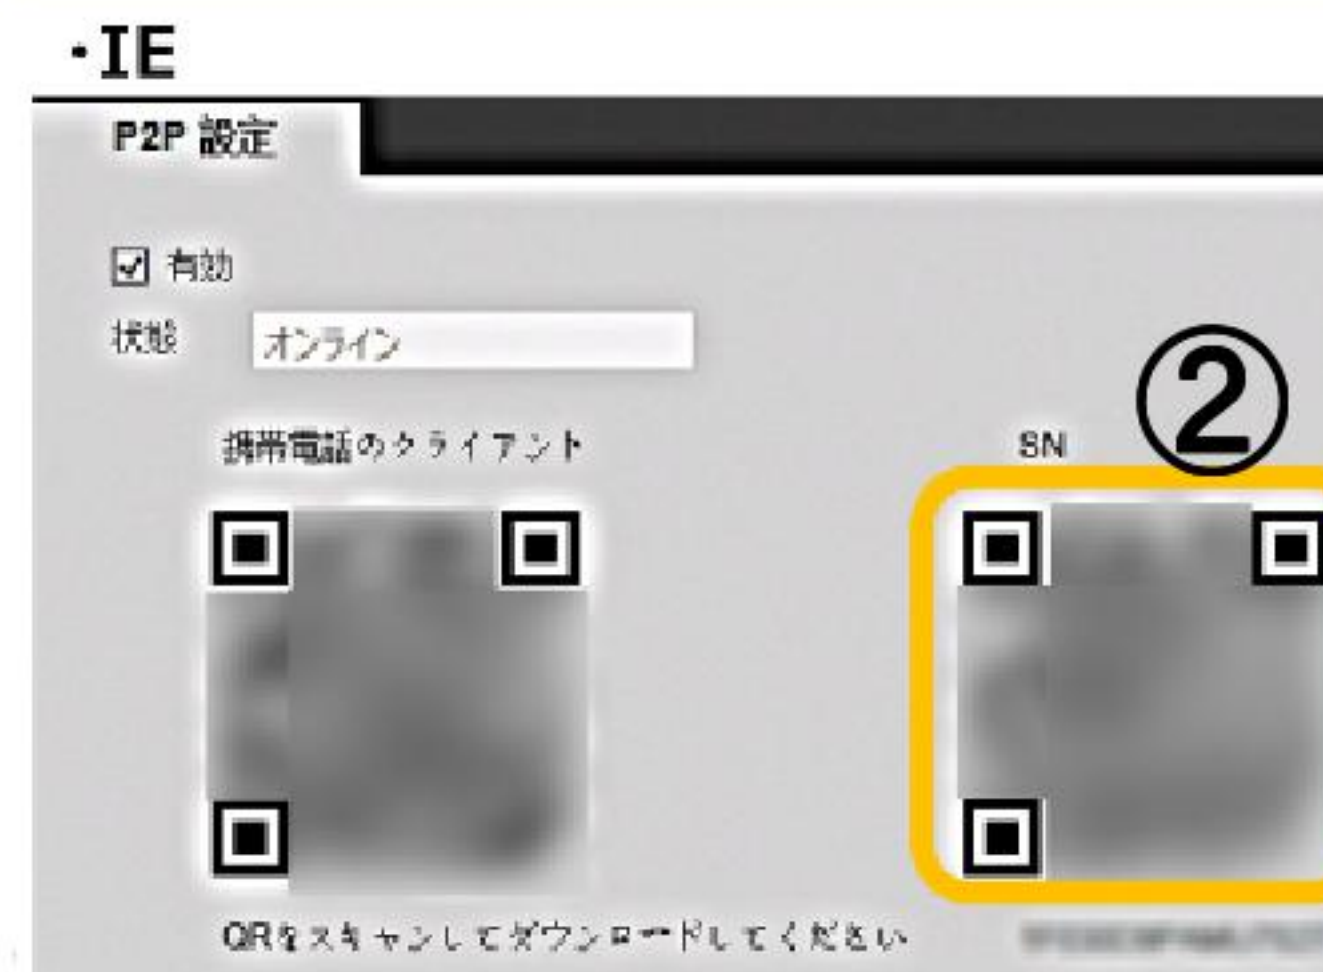 ・IE
P2P 設定
有効
状態 オンライン
携帯電話のクライアント
SN
②
QRをスキャンしてダウンロードしてください